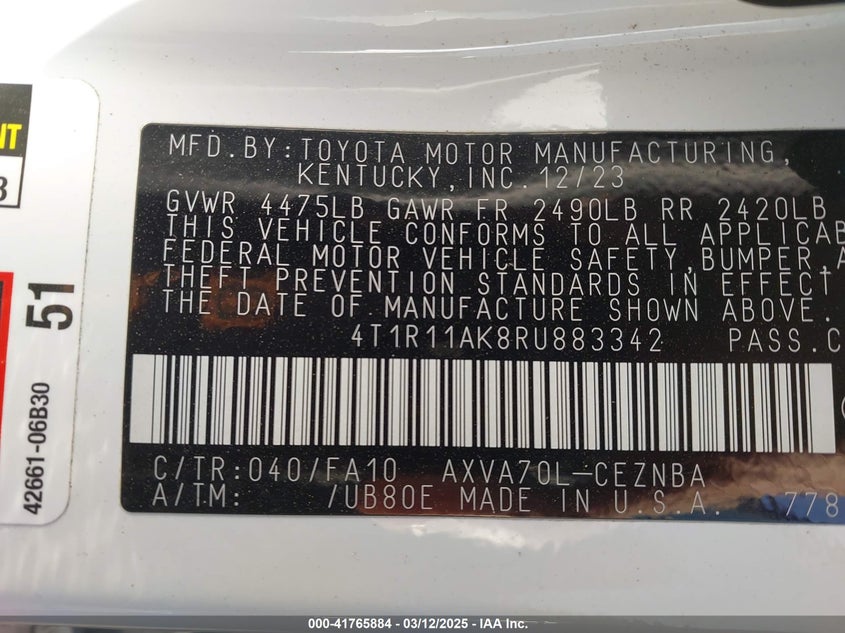 MFD.BY:TOYOTA MOTOR MANUFACTURING,
KENTUCKY,INC.12/23
GVWR 4475LB GAWR FR 2490LB RR 2420LB
THIS VEHICLE CONFORMS TO ALL APPLICAB
FEDERAL MOTOR VEHICLE SAFETY,BUMPER,A
THEFT PREVENTION STANDARDS IN EFFECT
THE DATE OF MANUFACTURE SHOWN ABOVE.
4T1R11AK8RU883342 PASS.C
C/TR:040/FA10 AXVA70L-CEZNBA
A/TM: /UB80E MADE IN U.S.A. 778
51
42661-06B30
000-41765884 / 03/12/2025 - IAA Inc.